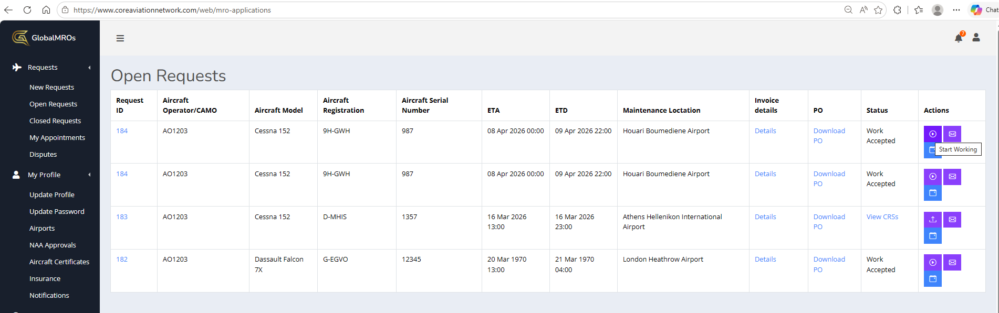 https://www.coreaviationnetwork.com/web/mro-applications
Chat
GlobalMROs
7
Requests
New Requests
Open Requests
Closed Requests
My Appointments
Disputes
My Profile
Update Profile
Update Password
Airports
NAA Approvals
Aircraft Certificates
Insurance
Notifications
Open Requests
Request ID Aircraft Operator/CAMO Aircraft Model Aircraft Registration Aircraft Serial Number ETA ETD Maintenance Loctation Invoice details PO Status Actions
184 AO1203 Cessna 152 9H-GWH 987 08 Apr 2026 00:00 09 Apr 2026 22:00 Houari Boumediene Airport Details Download PO Work Accepted
Start Working
184 AO1203 Cessna 152 9H-GWH 987 08 Apr 2026 00:00 09 Apr 2026 22:00 Houari Boumediene Airport Details Download PO Work Accepted
183 AO1203 Cessna 152 D-MHIS 1357 16 Mar 2026 13:00 16 Mar 2026 23:00 Athens Hellenikon International Airport Details Download PO View CRSs
182 AO1203 Dassault Falcon 7X G-EGVO 12345 20 Mar 1970 13:00 21 Mar 1970 04:00 London Heathrow Airport Details Download PO Work Accepted